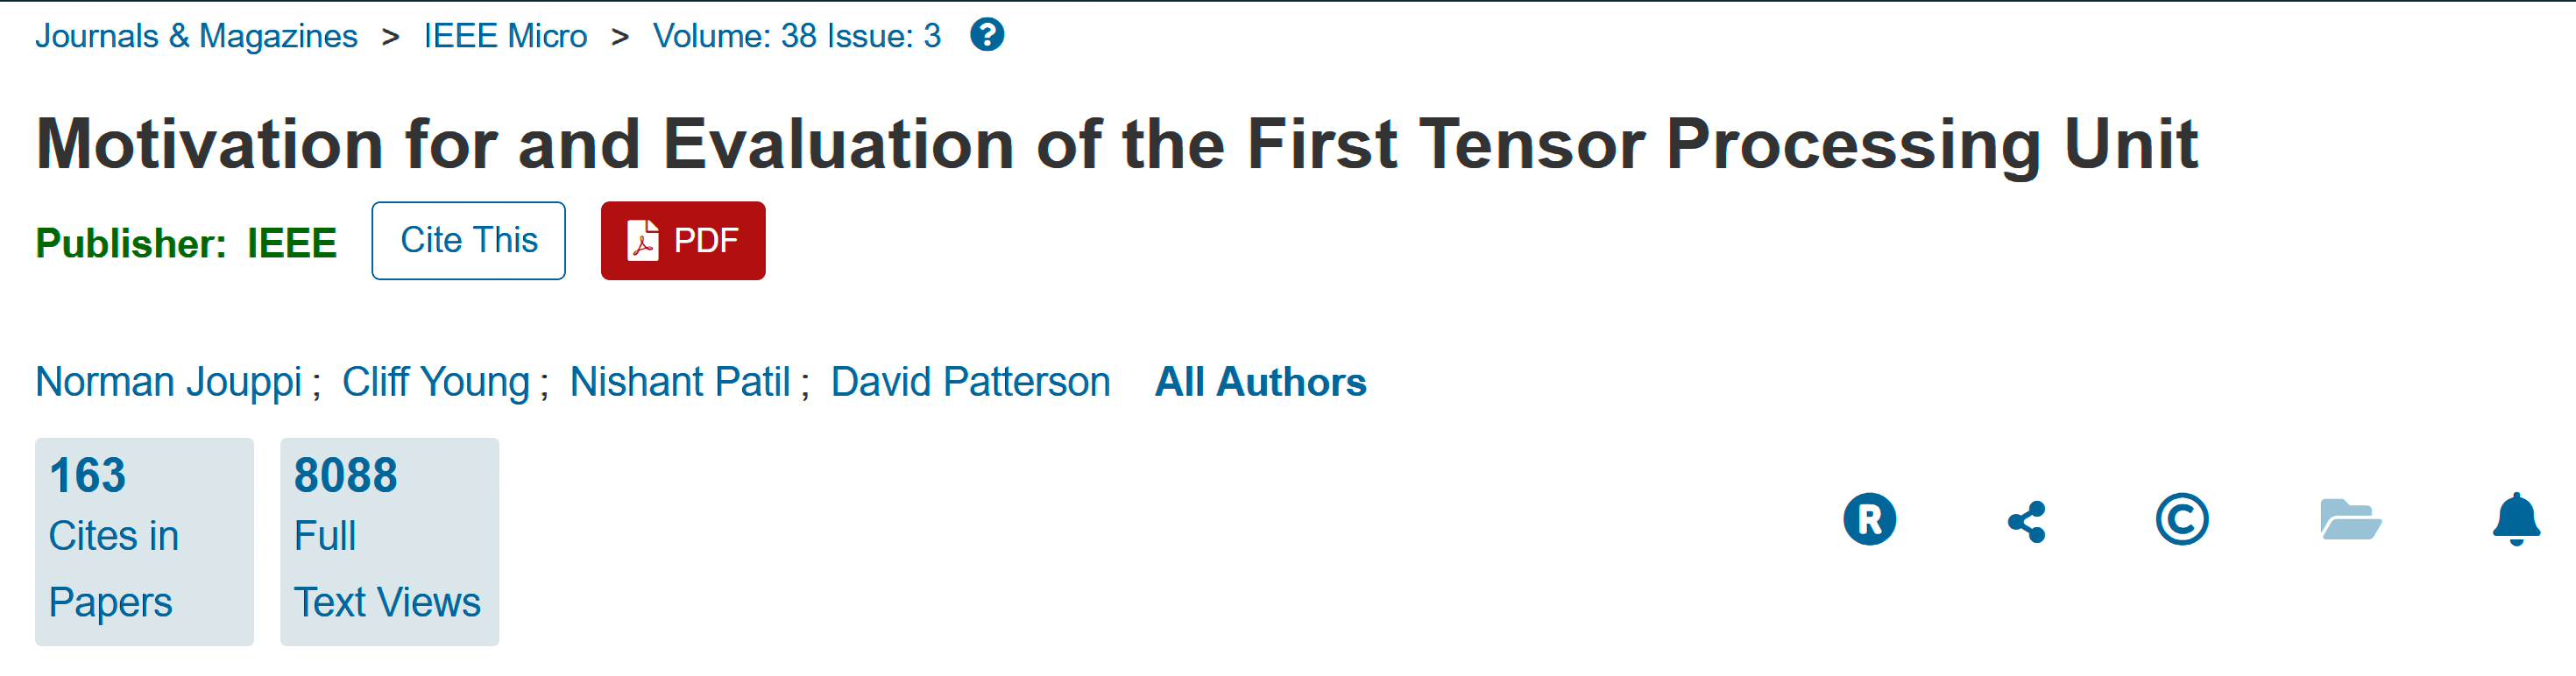 Journals & Magazines > IEEE Micro > Volume: 38 Issue: 3 ?
Motivation for and Evaluation of the First Tensor Processing Unit
Publisher: IEEE Cite This PDF
Norman Jouppi ; Cliff Young ; Nishant Patil ; David Patterson All Authors
163
Cites in
Papers
8088
Full
Text Views
R ©